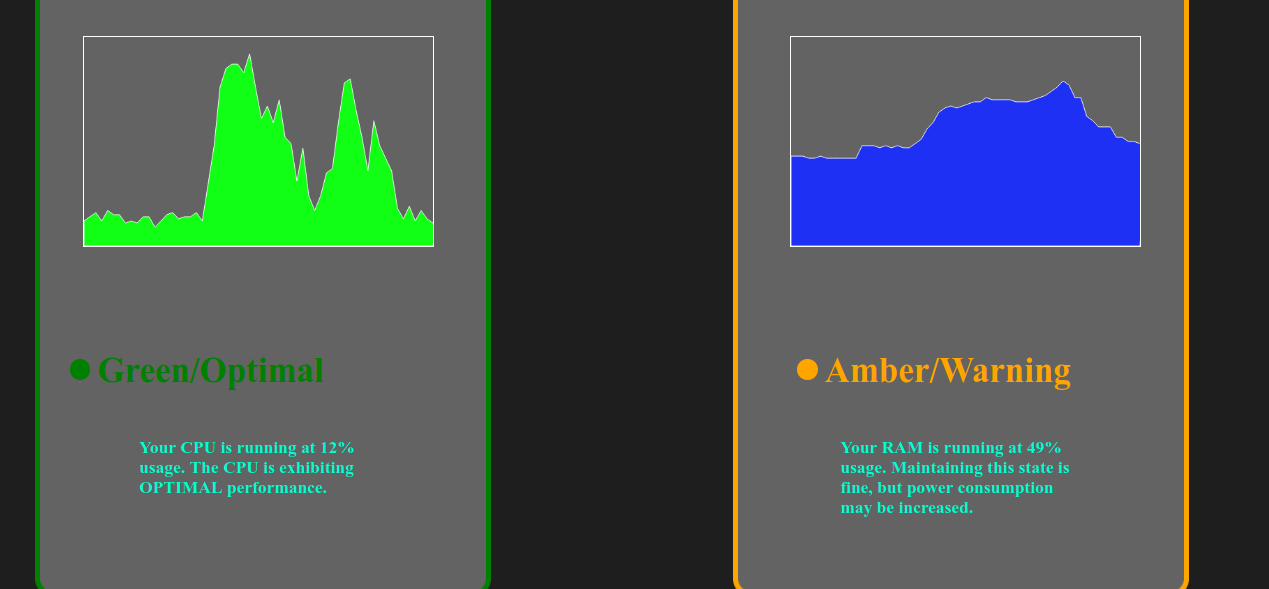 Green/Optimal
Your CPU is running at 12%
usage. The CPU is exhibiting
OPTIMAL performance.
Amber/Warning
Your RAM is running at 49%
usage. Maintaining this state is
fine, but power consumption
may be increased.